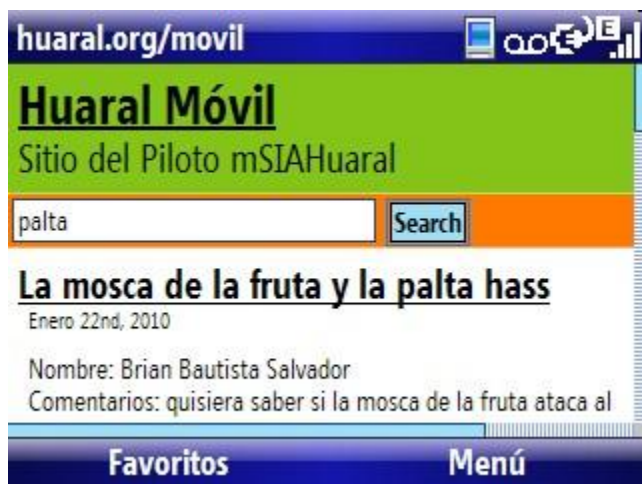 huaral.org/movil
E
Huaral Móvil
Sitio del Piloto mSIAHuaral
palta
Search
La mosca de la fruta y la palta hass
Enero 22nd, 2010
Nombre: Brian Bautista Salvador
Comentarios: quisiera saber si la mosca de la fruta ataca al
Favoritos
Menú